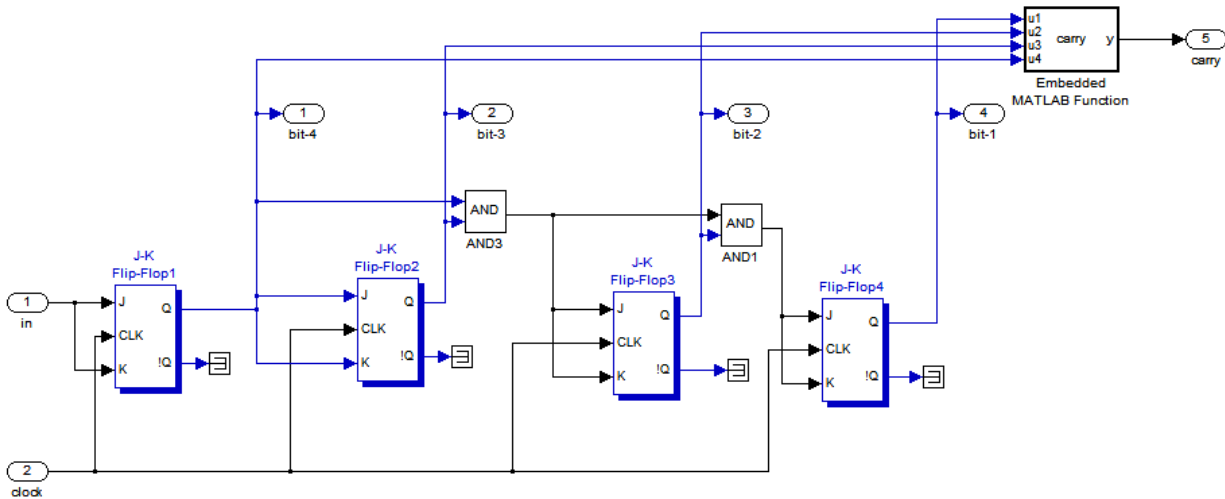 u1
u2
u3
u4
carry
y
5
carry
Embedded
MATLAB Function
1
bit-4
2
bit-3
3
bit-2
4
bit-1
AND
AND3
AND
AND1
J-K
Flip-Flop1
J
CLK
K
Q
!Q
J-K
Flip-Flop2
J
CLK
K
Q
!Q
J-K
Flip-Flop3
J
CLK
K
Q
!Q
J-K
Flip-Flop4
J
CLK
K
Q
!Q
1
in
2
clock